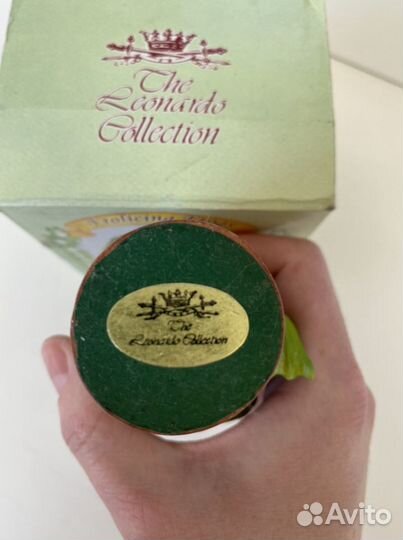 The
Leonardo
Collection
The
Leonardo Collection
Avito